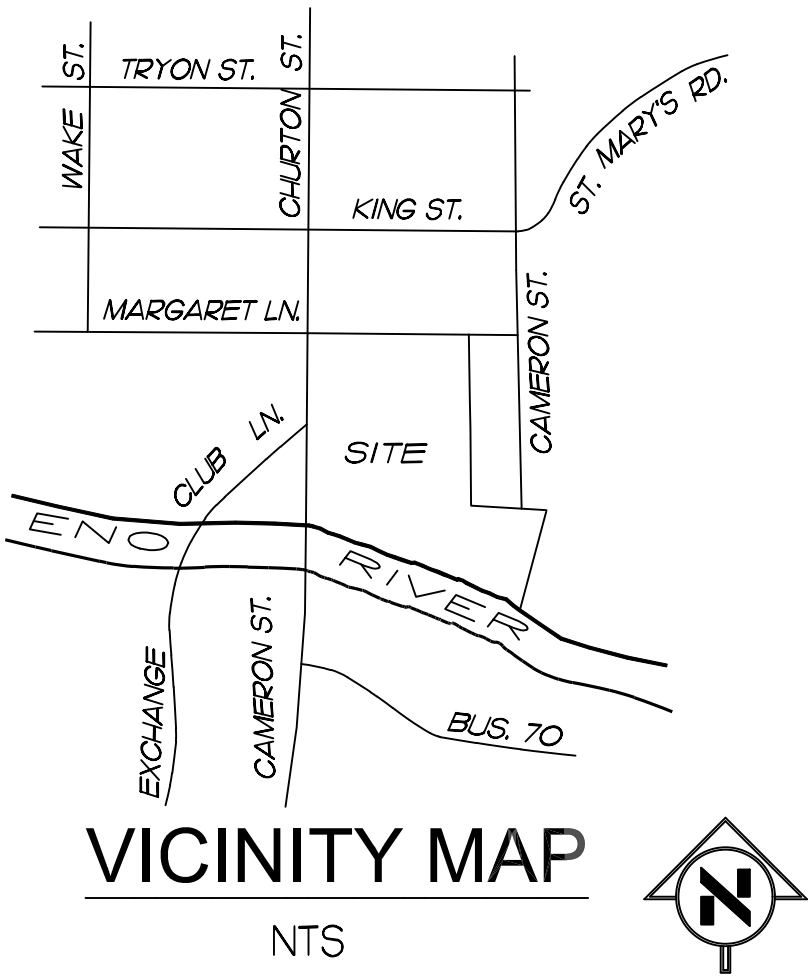 WAKE ST.
TRYON ST.
CHURTON ST.
ST. MARY'S RD.
KING ST.
MARGARET LN.
CAMERON ST.
CLUB LN.
SITE
ENO RIVER
EXCHANGE
CAMERON ST.
BUS. 70
VICINITY MAP
NTS
N